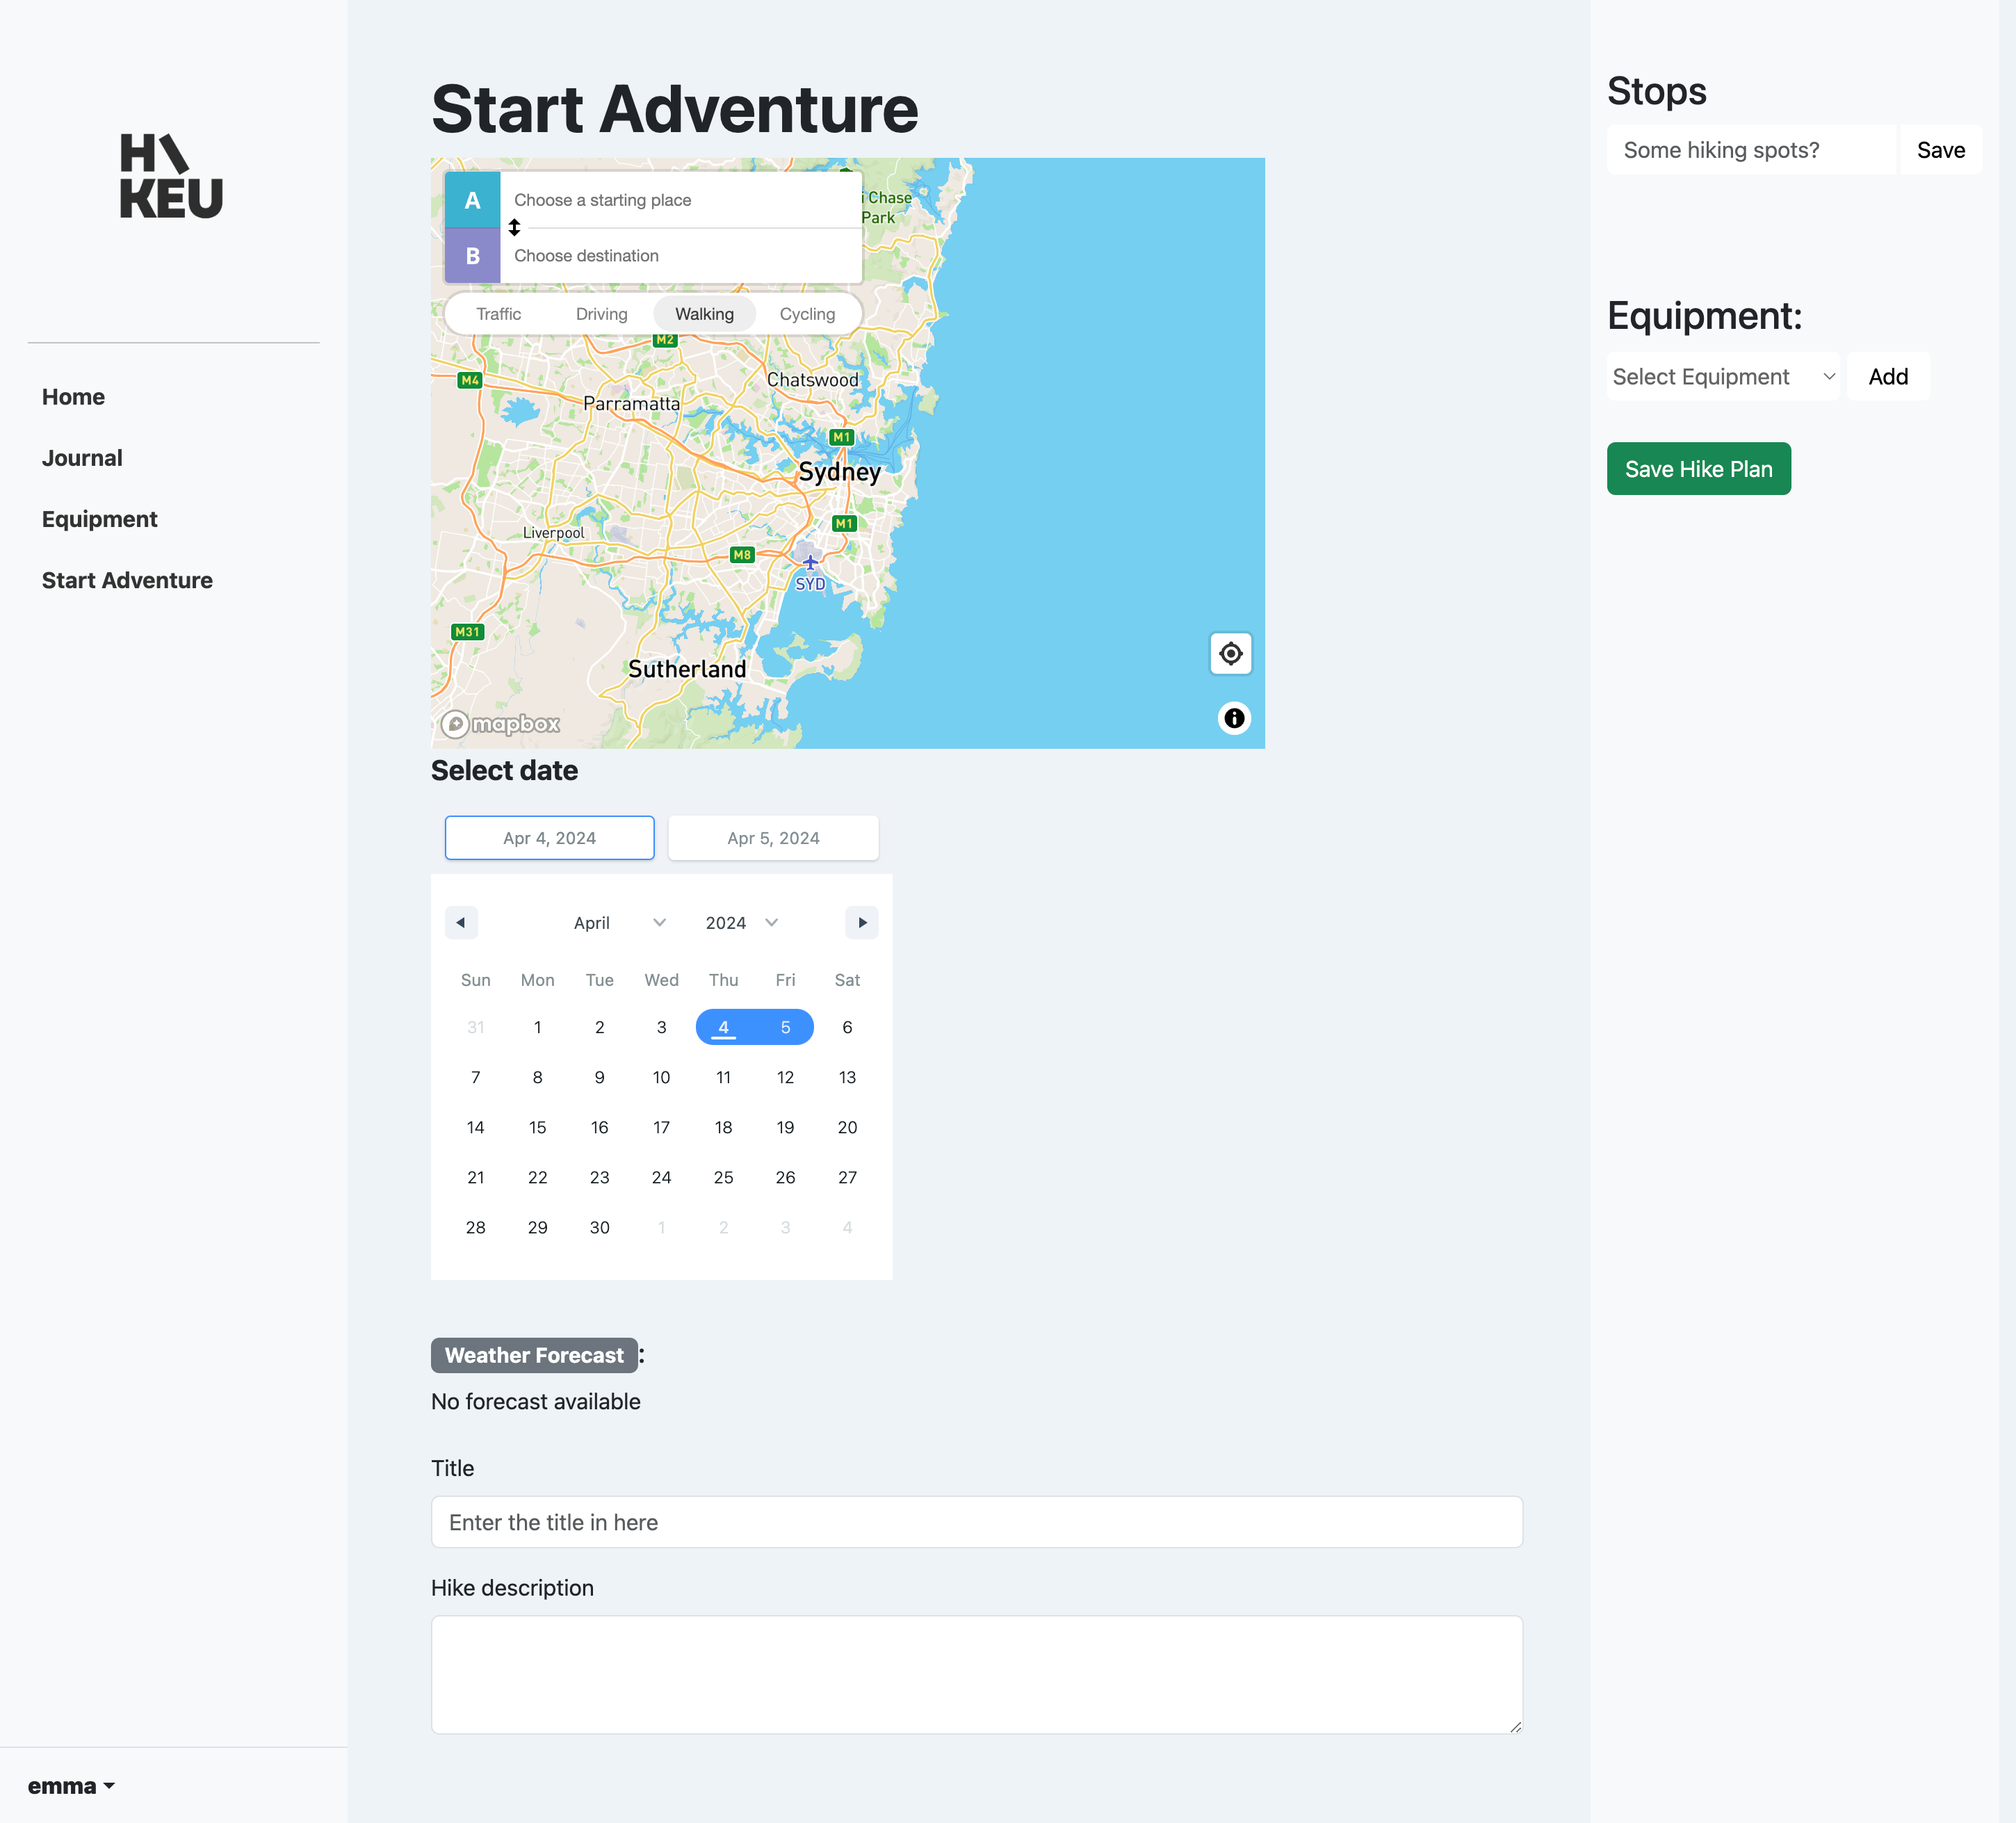 H\
KEU
Home
Journal
Equipment
Start Adventure
emma
Start Adventure
A Choose a starting place
B Choose destination
Traffic Driving Walking Cycling
i Chase
Park
M2
M4
Chatswood
Parramatta
M1
Sydney
M1
Liverpool
M8
SYD
M31
Sutherland
mapbox
Select date
Apr 4, 2024 Apr 5, 2024
April 2024
Sun Mon Tue Wed Thu Fri Sat
31 1 2 3 4 5 6
7 8 9 10 11 12 13
14 15 16 17 18 19 20
21 22 23 24 25 26 27
28 29 30 1 2 3 4
Weather Forecast :
No forecast available
Title
Enter the title in here
Hike description
Stops
Some hiking spots? Save
Equipment:
Select Equipment Add
Save Hike Plan